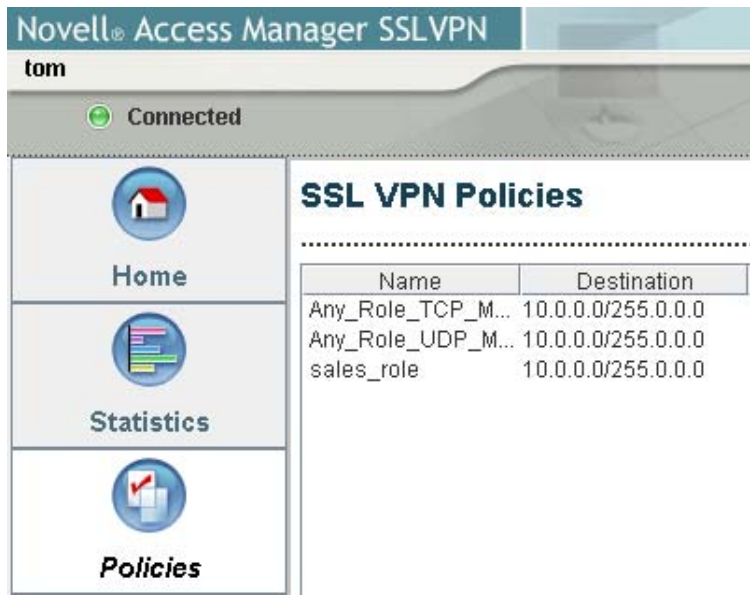 Novell® Access Manager SSLVPN
tom
Connected
Home
Statistics
Policies
SSL VPN Policies
Name Destination
Any_Role_TCP_M... 10.0.0.0/255.0.0.0
Any_Role_UDP_M... 10.0.0.0/255.0.0.0
sales_role 10.0.0.0/255.0.0.0